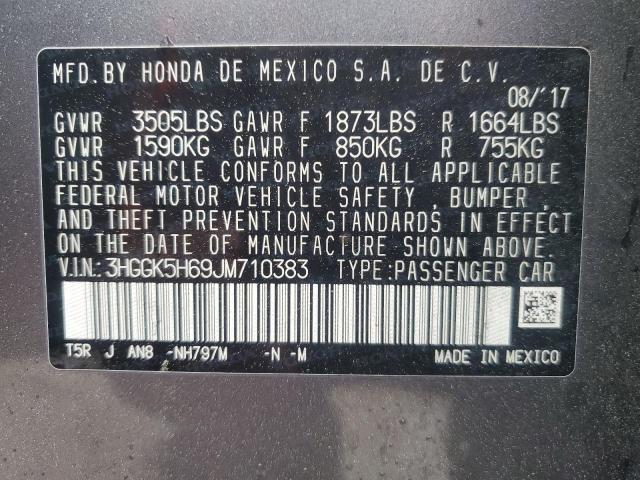 MFD. BY HONDA DE MEXICO S.A. DE C.V.
08/'17
GVWR 3505LBS GAWR F 1873LBS R 1664LBS
GVWR 1590KG GAWR F 850KG R 755KG
THIS VEHICLE CONFORMS TO ALL APPLICABLE
FEDERAL MOTOR VEHICLE SAFETY , BUMPER ,
AND THEFT PREVENTION STANDARDS IN EFFECT
ON THE DATE OF MANUFACTURE SHOWN ABOVE.
V.I.N.: 3HGGK5H69JM710383 TYPE: PASSENGER CAR
T5R J AN8 -NH797M -N -M MADE IN MEXICO